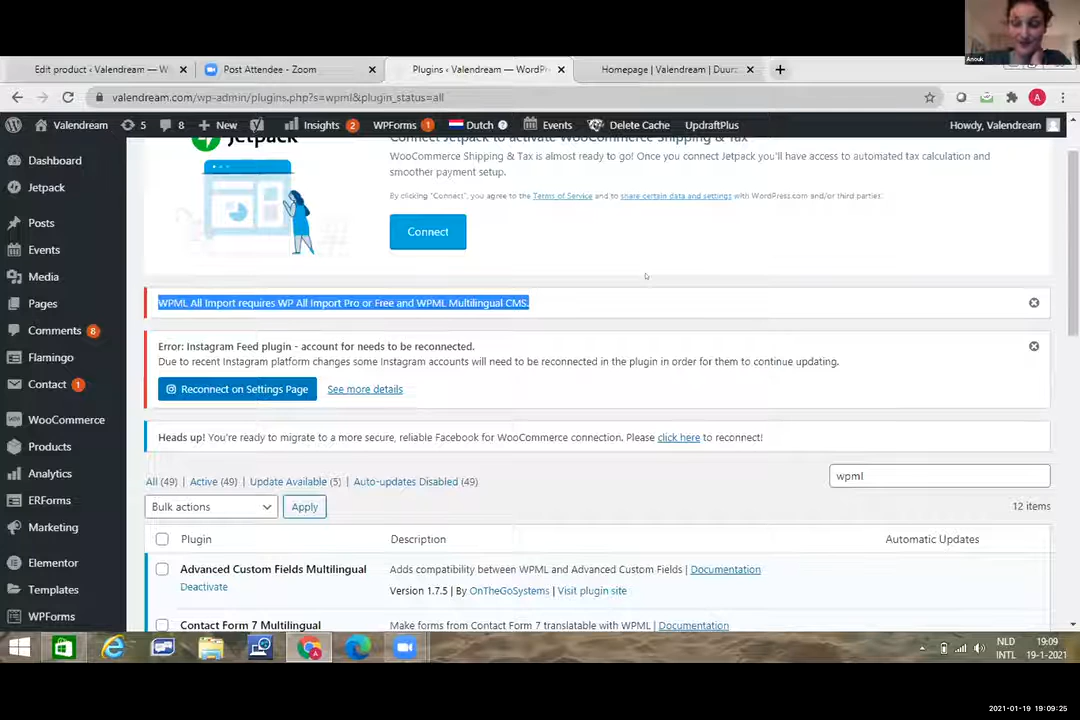 Anouk
Edit product ‹ Valendream — W
Post Attendee - Zoom
Plugins ‹ Valendream — WordPr
Homepage | Valendream | Duur
valendream.com/wp-admin/plugins.php?s=wpml&plugin_status=all
A
Valendream 5 8 New Insights 2 WPForms 1 Dutch Events Delete Cache UpdraftPlus Howdy, Valendream
Dashboard
Jetpack
Posts
Events
Media
Pages
Comments 8
Flamingo
Contact 1
WooCommerce
Products
Analytics
ERForms
Marketing
Elementor
Templates
WPForms
Jetpack
Connect Jetpack to activate WooCommerce Shipping & Tax
WooCommerce Shipping & Tax is almost ready to go! Once you connect Jetpack you'll have access to automated tax calculation and
smoother payment setup.
By clicking "Connect", you agree to the Terms of Service and to share certain data and settings with WordPress.com and/or third parties.
Connect
WPML All Import requires WP All Import Pro or Free and WPML Multilingual CMS.
Error: Instagram Feed plugin - account for needs to be reconnected.
Due to recent Instagram platform changes some Instagram accounts will need to be reconnected in the plugin in order for them to continue updating.
Reconnect on Settings Page See more details
Heads up! You're ready to migrate to a more secure, reliable Facebook for WooCommerce connection. Please click here to reconnect!
All (49) | Active (49) | Update Available (5) | Auto-updates Disabled (49)
wpml
Bulk actions Apply
12 items
Plugin Description Automatic Updates
Advanced Custom Fields Multilingual
Deactivate
Adds compatibility between WPML and Advanced Custom Fields | Documentation
Version 1.7.5 | By OnTheGoSystems | Visit plugin site
Contact Form 7 Multilingual
Make forms from Contact Form 7 translatable with WPML | Documentation
NLD
INTL
19:09
19-1-2021
2021-01-19 19:09:25